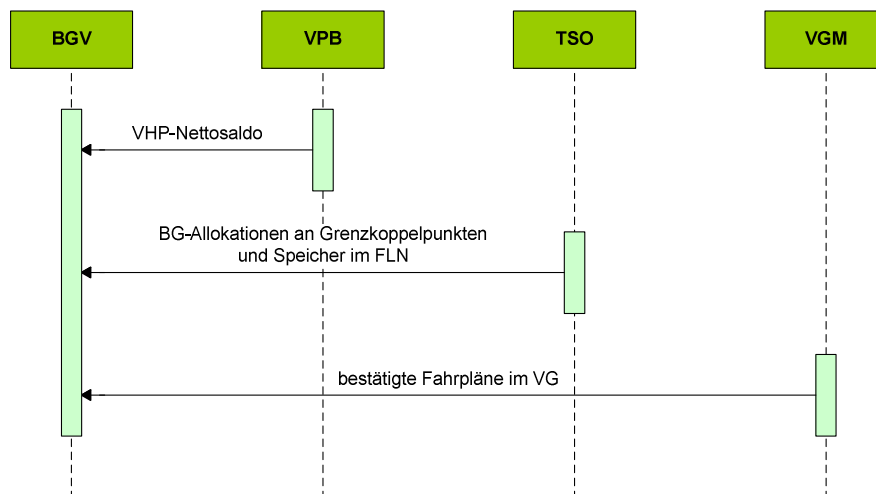 BGV
VPB
TSO
VGM
VHP-Nettosaldo
BG-Allokationen an Grenzkoppelpunkten
und Speicher im FLN
bestätigte Fahrpläne im VG